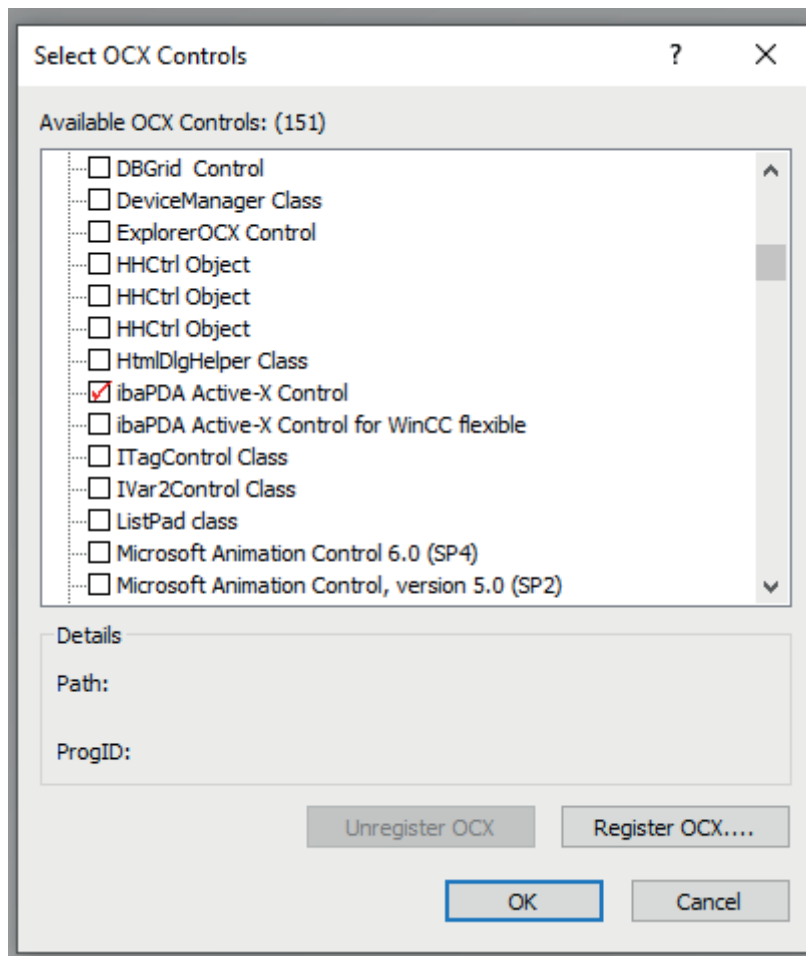 Select OCX Controls
?
Available OCX Controls: (151)
DBGrid  Control
DeviceManager Class
ExplorerOCX Control
HHCtrl Object
HHCtrl Object
HHCtrl Object
HtmlDlgHelper Class
ibaPDA Active-X Control
ibaPDA Active-X Control for WinCC flexible
ITagControl Class
IVar2Control Class
ListPad class
Microsoft Animation Control 6.0 (SP4)
Microsoft Animation Control, version 5.0 (SP2)
Details
Path:
ProgID:
Unregister OCX Register OCX....
OK Cancel